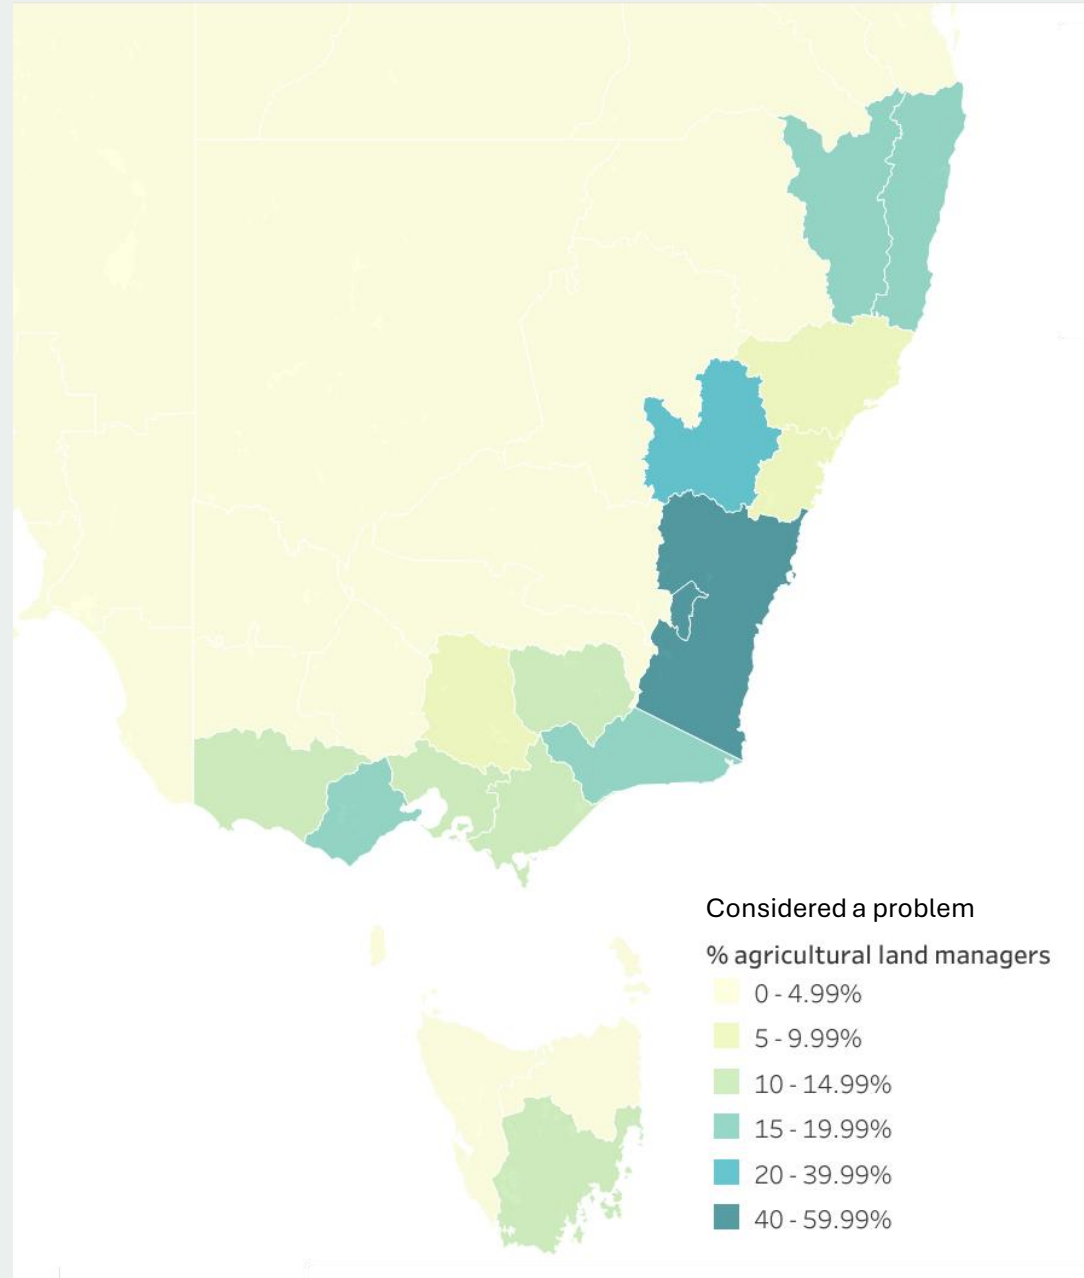 Considered a problem
% agricultural land managers
0 - 4.99%
5 - 9.99%
10 - 14.99%
15 - 19.99%
20 - 39.99%
40 - 59.99%